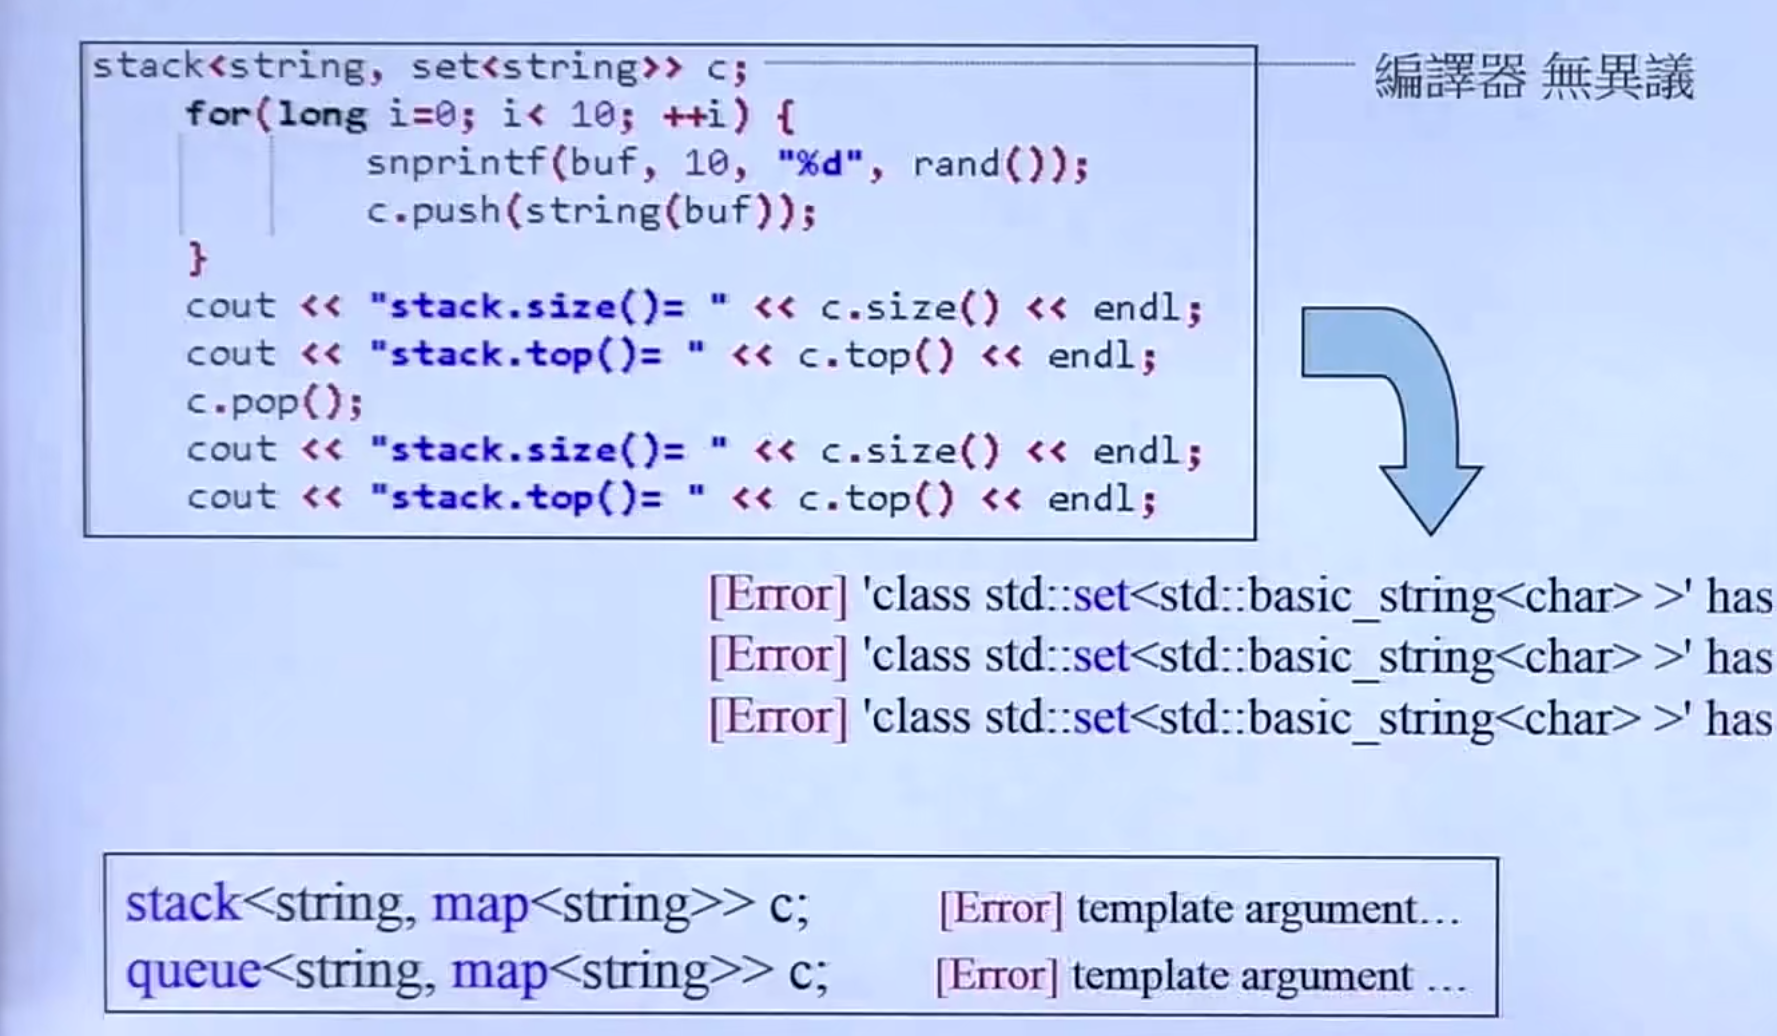 stack<string, set<string>> c;
編譯器 無異議
for(long i=0; i< 10; ++i) {
snprintf(buf, 10, "%d", rand());
c.push(string(buf));
}
cout << "stack.size()= " << c.size() << endl;
cout << "stack.top()= " << c.top() << endl;
c.pop();
cout << "stack.size()= " << c.size() << endl;
cout << "stack.top()= " << c.top() << endl;
[Error] 'class std::set<std::basic_string<char> >' has
[Error] 'class std::set<std::basic_string<char> >' has
[Error] 'class std::set<std::basic_string<char> >' has
stack<string, map<string>> c; [Error] template argument…
queue<string, map<string>> c; [Error] template argument …